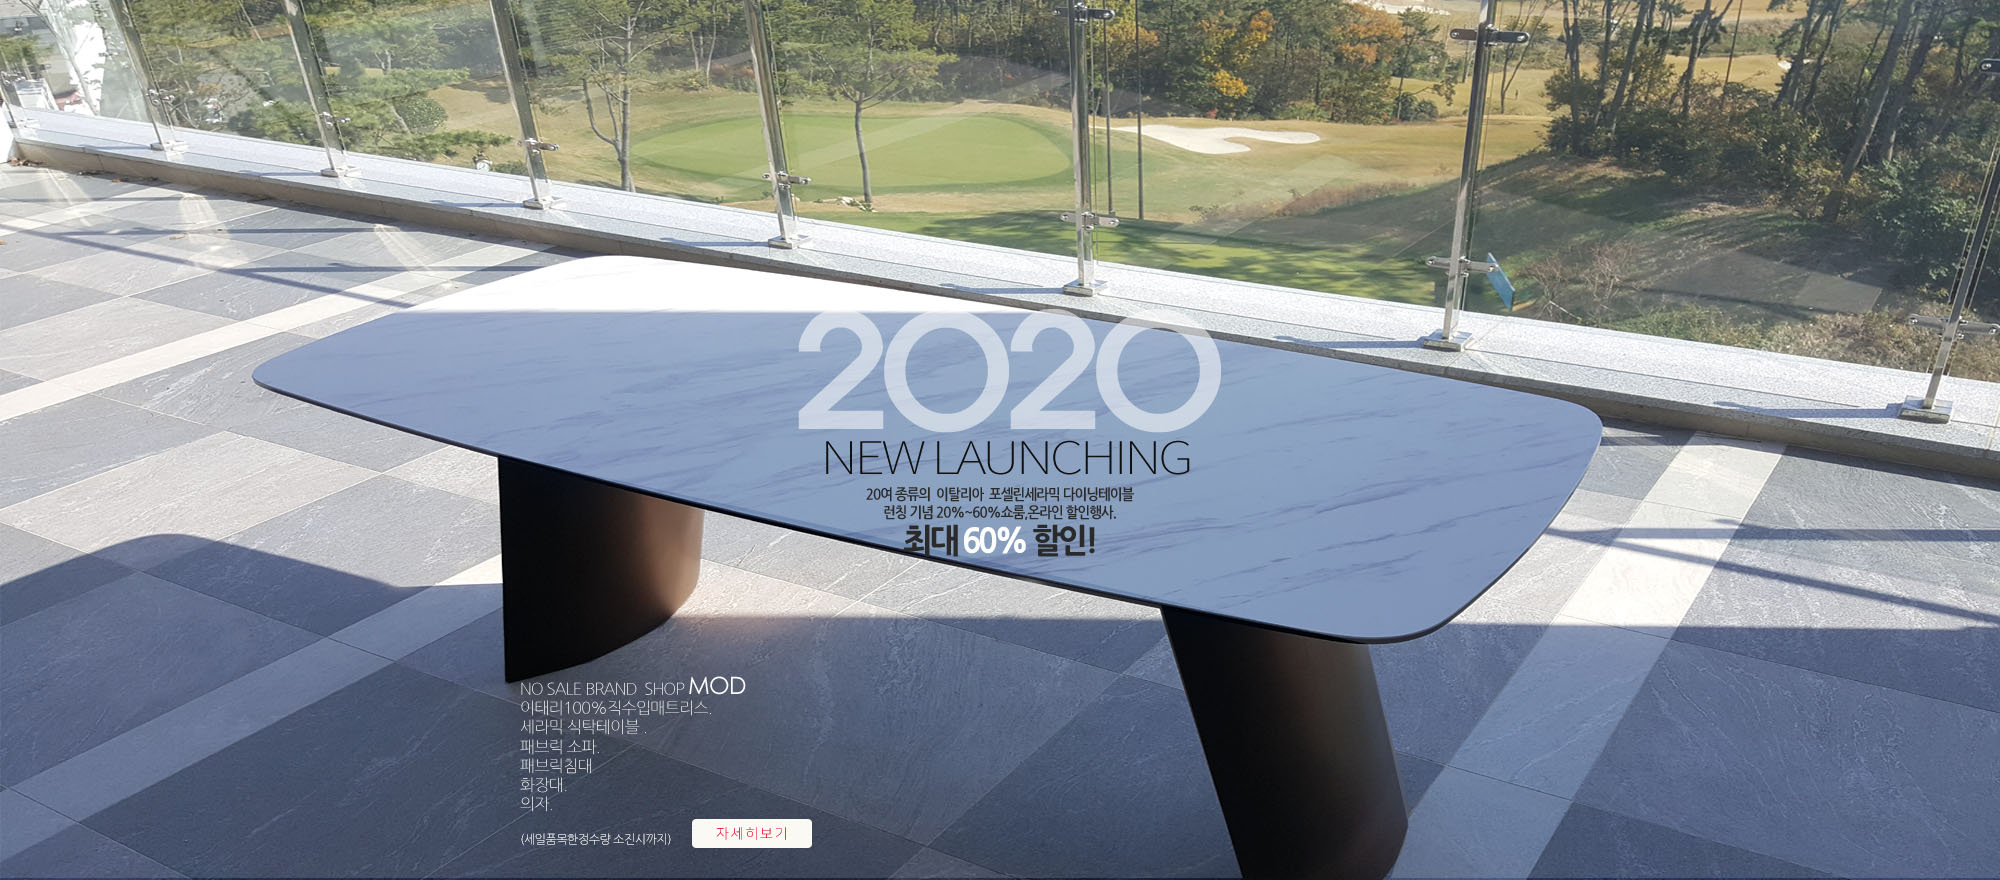 2020
NEW LAUNCHING
20여 종류의 이탈리아 포셀린세라믹 다이닝테이블
런칭 기념 20%~60%쇼룸,온라인 할인행사.
최대 60% 할인!
NO SALE BRAND SHOP MOD
이태리100%직수입매트리스.
세라믹 식탁테이블 .
패브릭 소파.
패브릭침대
화장대.
의자.
(세일품목한정수량 소진시까지)
자세히보기